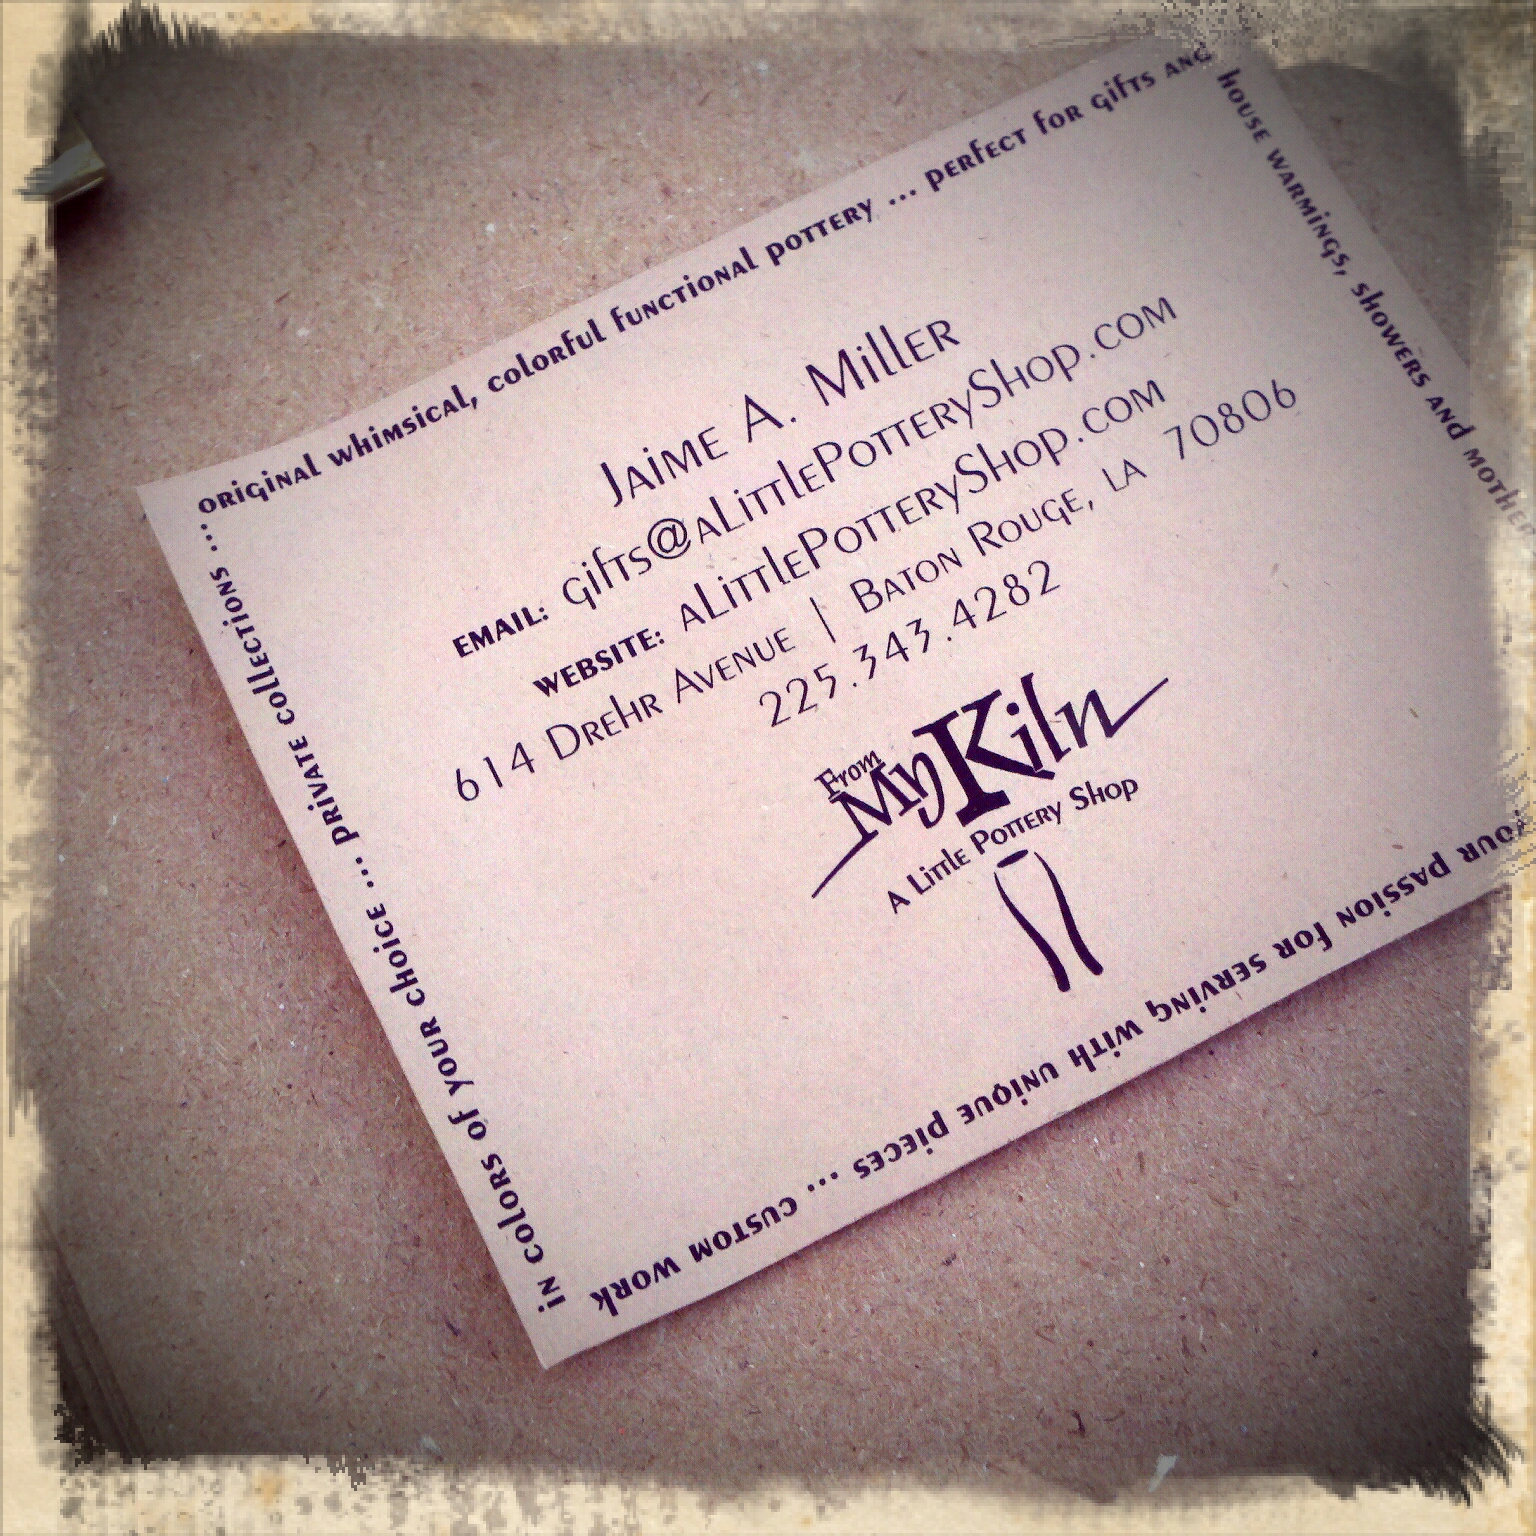 original whimsical, colorful functional pottery ... perfect for gifts and
house warmings, showers and
Jaime A. Miller
EMAIL: gifts@aLittlePotteryShop.com
WEBSITE: aLittlePotteryShop.com
614 Drehr Avenue | Baton Rouge, LA 70806
225.343.4282
From
My Kiln
A Little Pottery Shop
your passion for serving with unique pieces ... custom work
in colors of your choice ... private collections ...